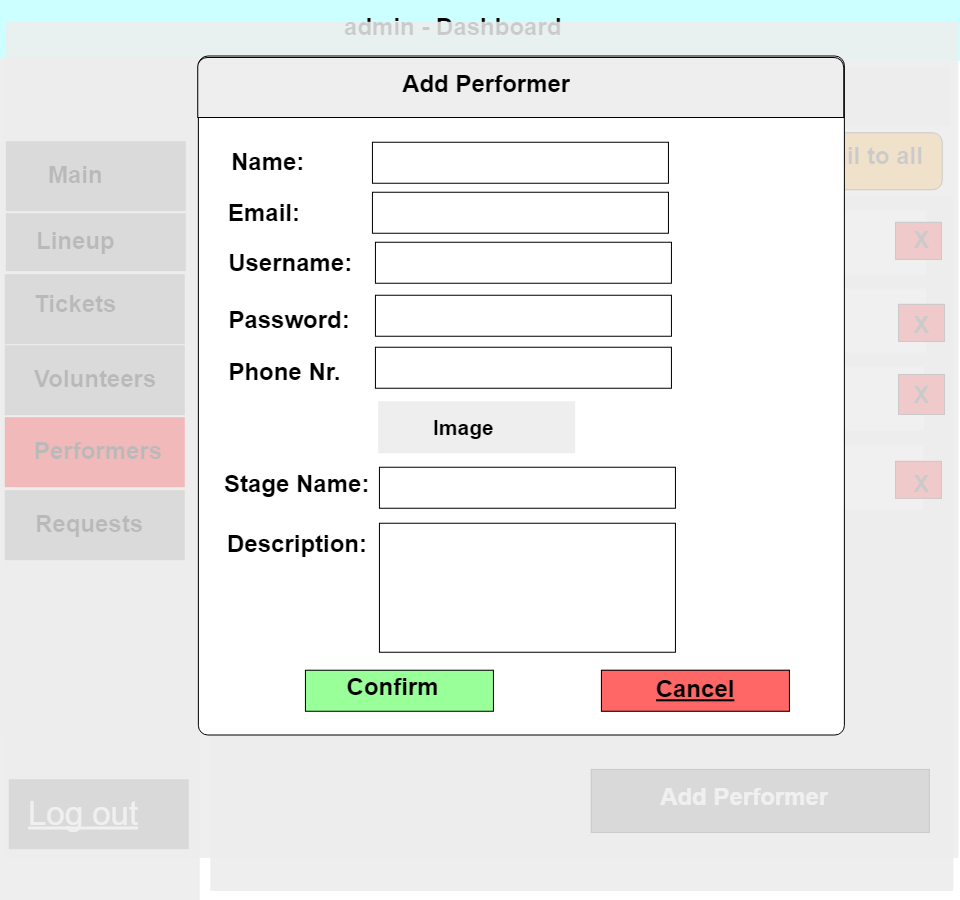 admin - Dashboard
Add Performer
Name:
Email:
Username:
Password:
Phone Nr.
Image
Stage Name:
Description:
Confirm
Cancel
Main
Lineup
Tickets
Volunteers
Performers
Requests
Log out
il to all
X
X
X
X
Add Performer